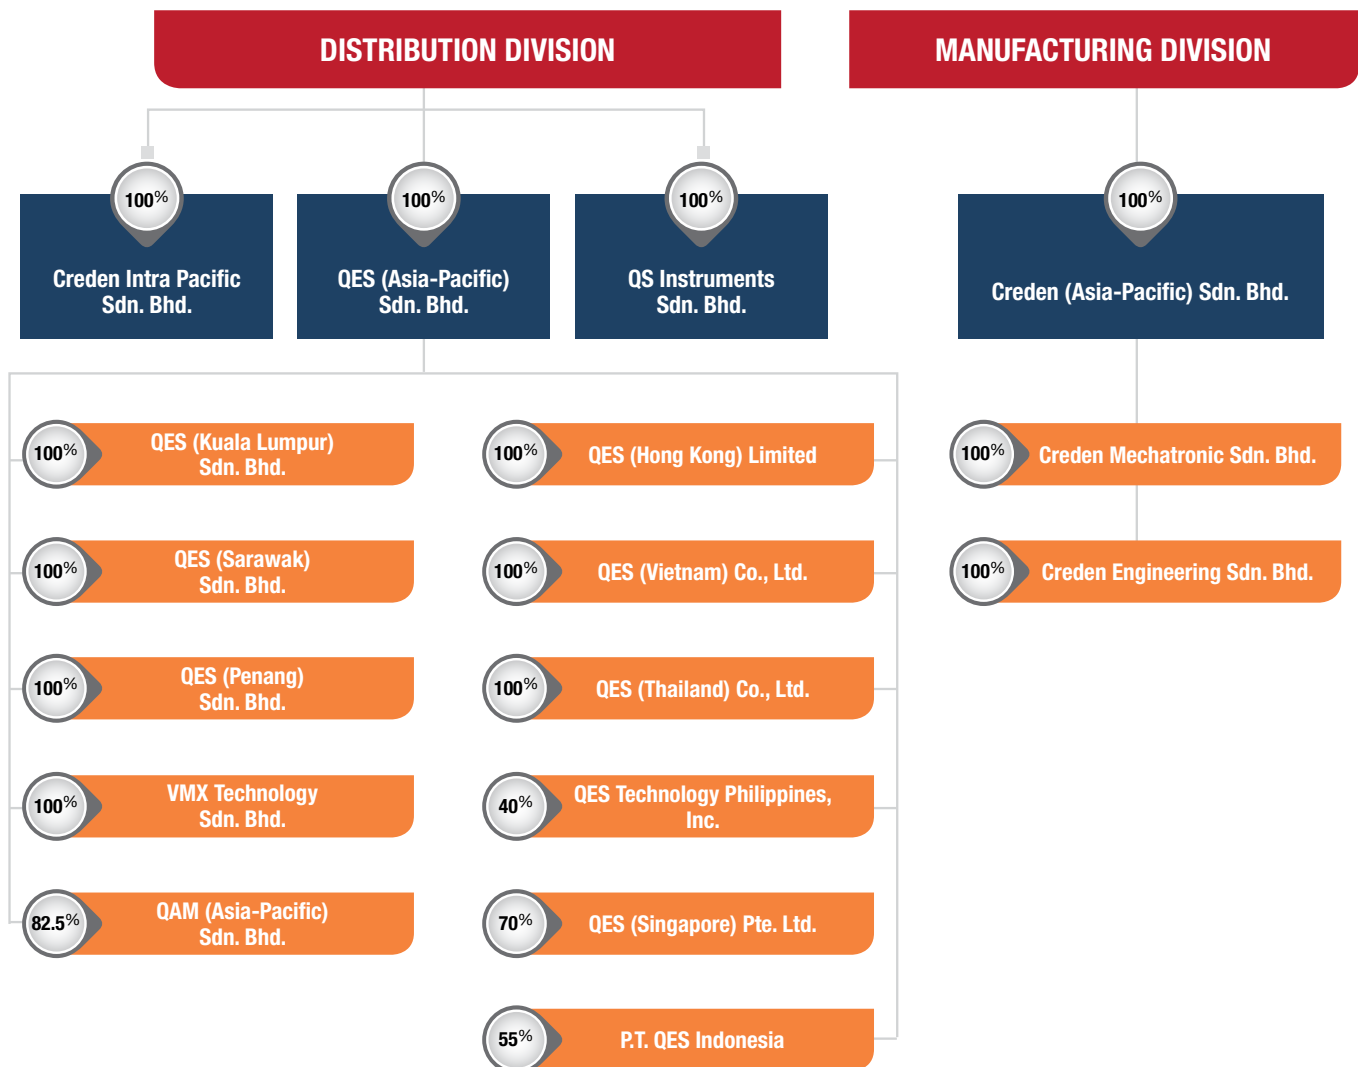 DISTRIBUTION DIVISION
MANUFACTURING DIVISION
100%
Creden Intra Pacific
Sdn. Bhd.
100%
QES (Asia-Pacific)
Sdn. Bhd.
100%
QS Instruments
Sdn. Bhd.
100%
Creden (Asia-Pacific) Sdn. Bhd.
100%
QES (Kuala Lumpur)
Sdn. Bhd.
100%
QES (Sarawak)
Sdn. Bhd.
100%
QES (Penang)
Sdn. Bhd.
100%
VMX Technology
Sdn. Bhd.
82.5%
QAM (Asia-Pacific)
Sdn. Bhd.
100%
QES (Hong Kong) Limited
100%
QES (Vietnam) Co., Ltd.
100%
QES (Thailand) Co., Ltd.
40%
QES Technology Philippines,
Inc.
70%
QES (Singapore) Pte. Ltd.
55%
P.T. QES Indonesia
100%
Creden Mechatronic Sdn. Bhd.
100%
Creden Engineering Sdn. Bhd.